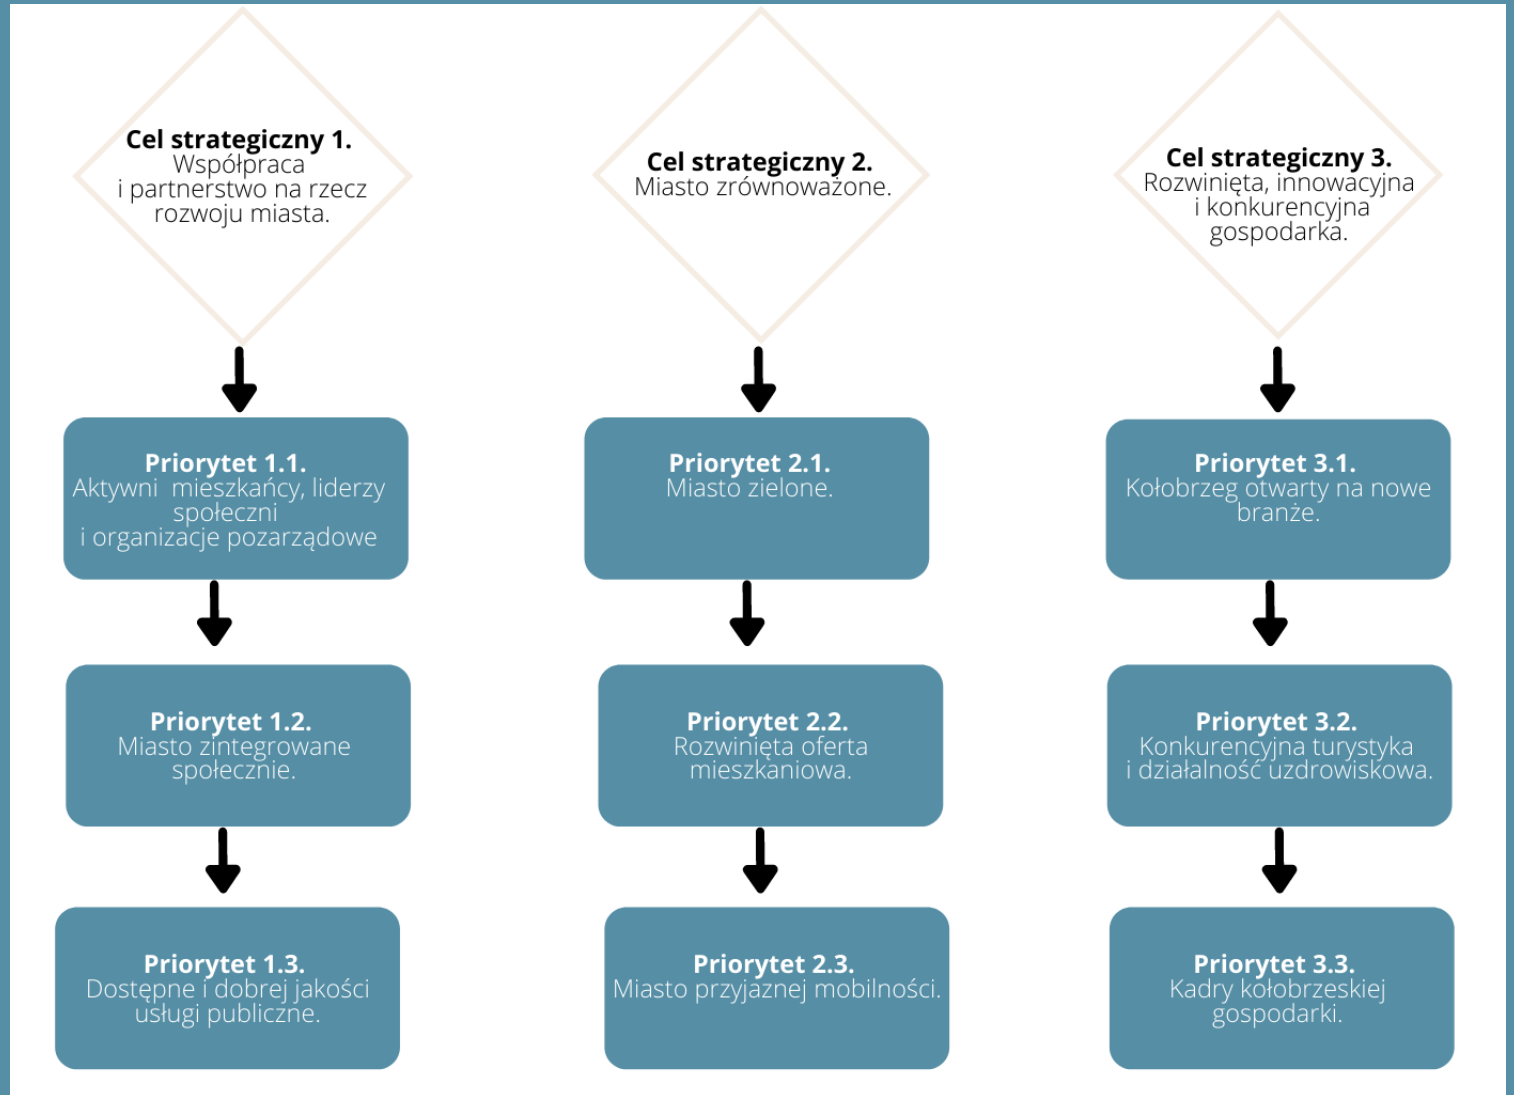 Cel strategiczny 1.
Współpraca
i partnerstwo na rzecz
rozwoju miasta.
Cel strategiczny 2.
Miasto zrównoważone.
Cel strategiczny 3.
Rozwinięta, innowacyjna
i konkurencyjna
gospodarka.
Priorytet 1.1.
Aktywni  mieszkańcy, liderzy
społeczni
i organizacje pozarządowe
Priorytet 2.1.
Miasto zielone.
Priorytet 3.1.
Kołobrzeg otwarty na nowe
branże.
Priorytet 1.2.
Miasto zintegrowane
społecznie.
Priorytet 2.2.
Rozwinięta oferta
mieszkaniowa.
Priorytet 3.2.
Konkurencyjna turystyka
i działalność uzdrowiskowa.
Priorytet 1.3.
Dostępne i dobrej jakości
usługi publiczne.
Priorytet 2.3.
Miasto przyjaznej mobilności.
Priorytet 3.3.
Kadry kołobrzeskiej
gospodarki.